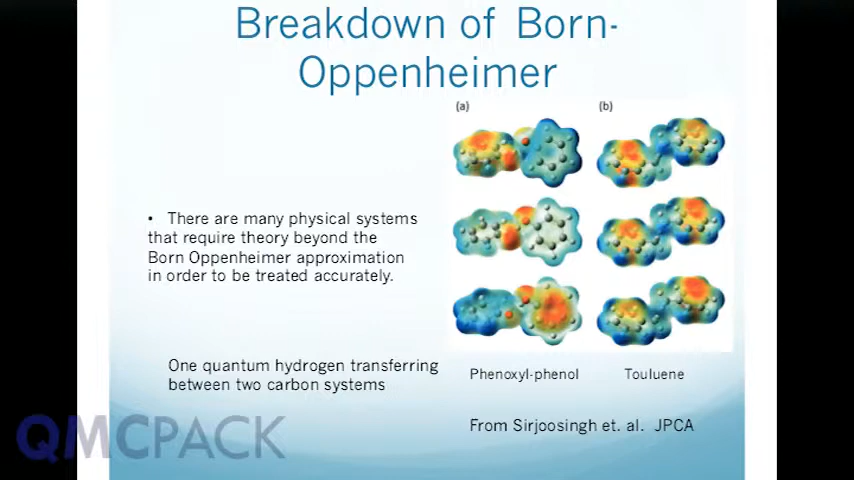 Breakdown of Born-
Oppenheimer
(a)
(b)
• There are many physical systems
that require theory beyond the
Born Oppenheimer approximation
in order to be treated accurately.
One quantum hydrogen transferring
between two carbon systems
Phenoxyl-phenol
Touluene
From Sirjoosingh et. al. JPCA
QMCPACK